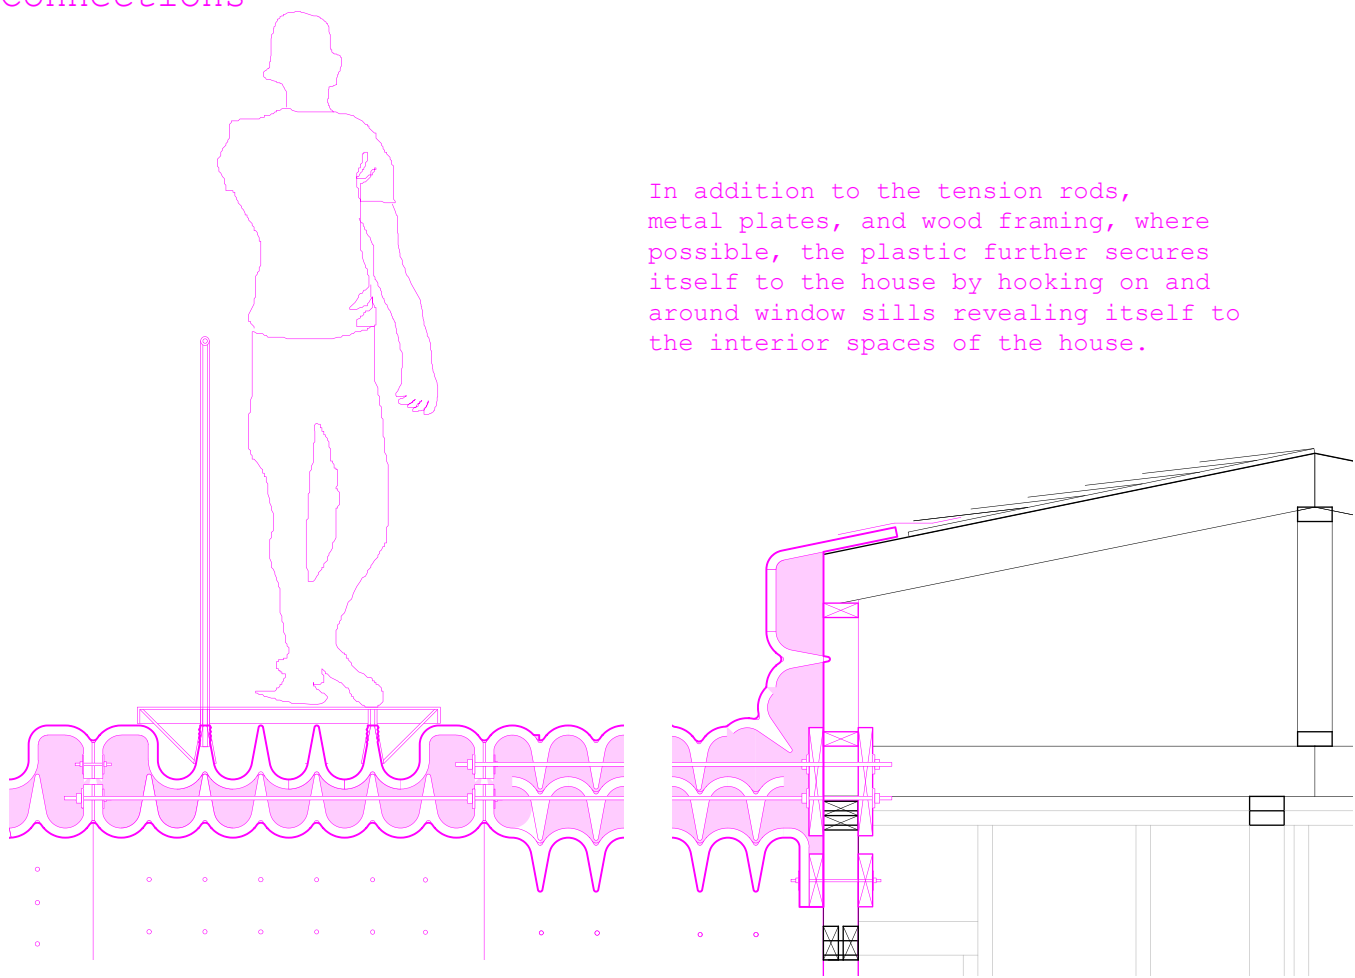 connections
In addition to the tension rods,
metal plates, and wood framing, where
possible, the plastic further secures
itself to the house by hooking on and
around window sills revealing itself to
the interior spaces of the house.